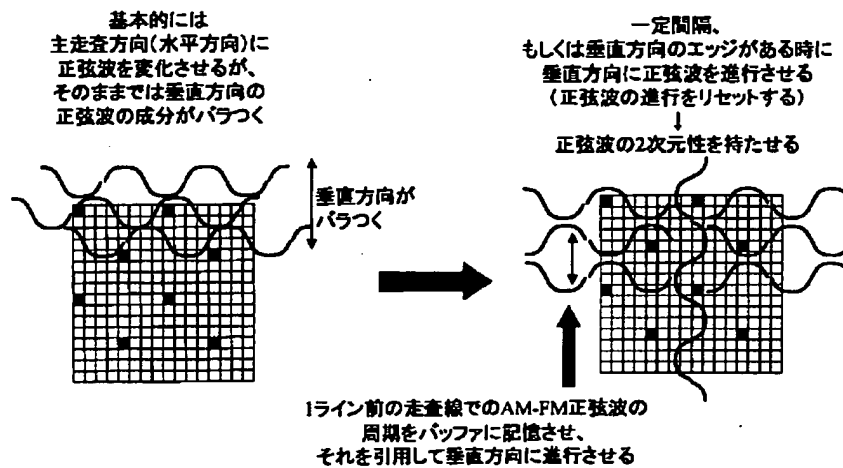 基本的には
主走査方向(水平方向)に
正弦波を変化させるが、
そのままでは垂直方向の
正弦波の成分がバラつく
垂直方向が
バラつく
一定間隔、
もしくは垂直方向のエッジがある時に
垂直方向に正弦波を進行させる
(正弦波の進行をリセットする)
正弦波の2次元性を持たせる
1ライン前の走査線でのAM-FM正弦波の
周期をバッファに記憶させ、
それを引用して垂直方向に進行させる